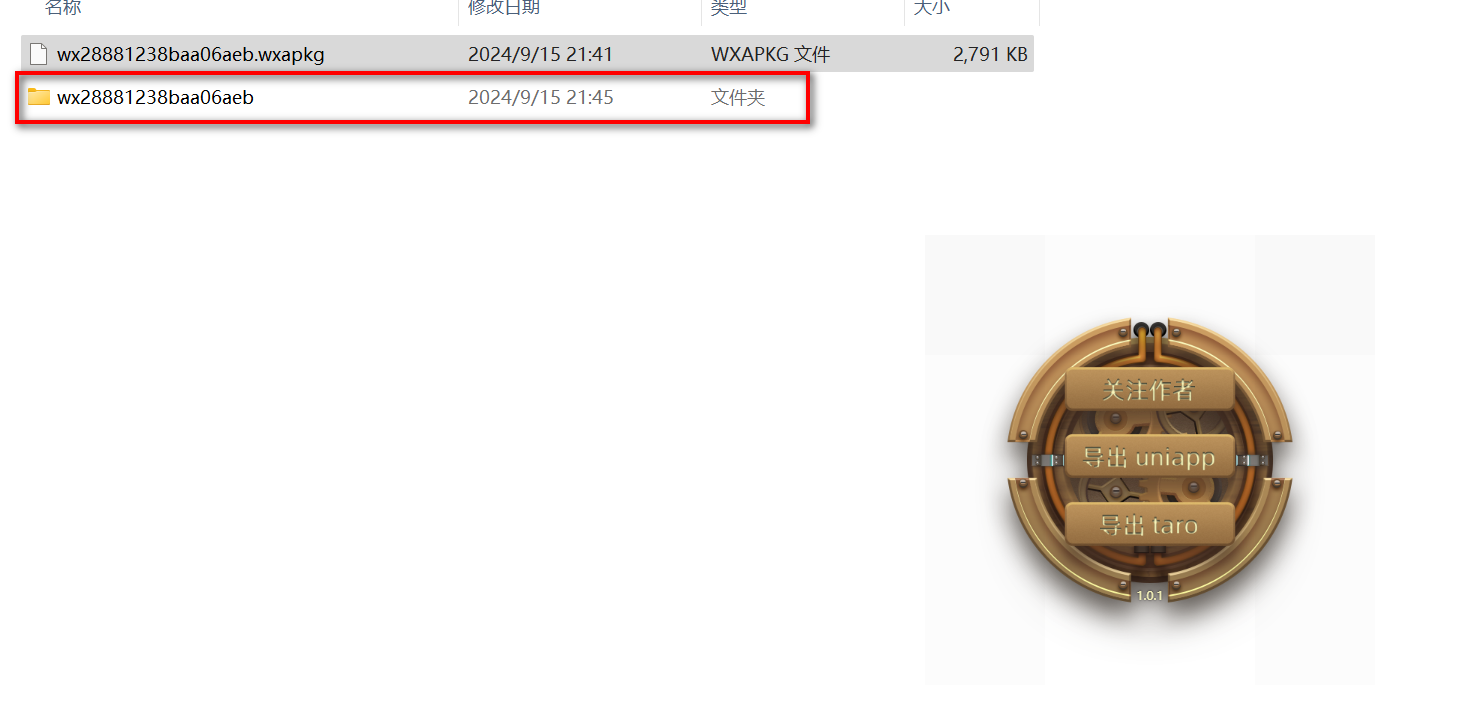 名称 修改日期 类型 大小
wx28881238baa06aeb.wxapkg 2024/9/15 21:41 WXAPKG 文件 2,791 KB
wx28881238baa06aeb 2024/9/15 21:45 文件夹
关注作者
导出 uniapp
导出 taro
1.0.1